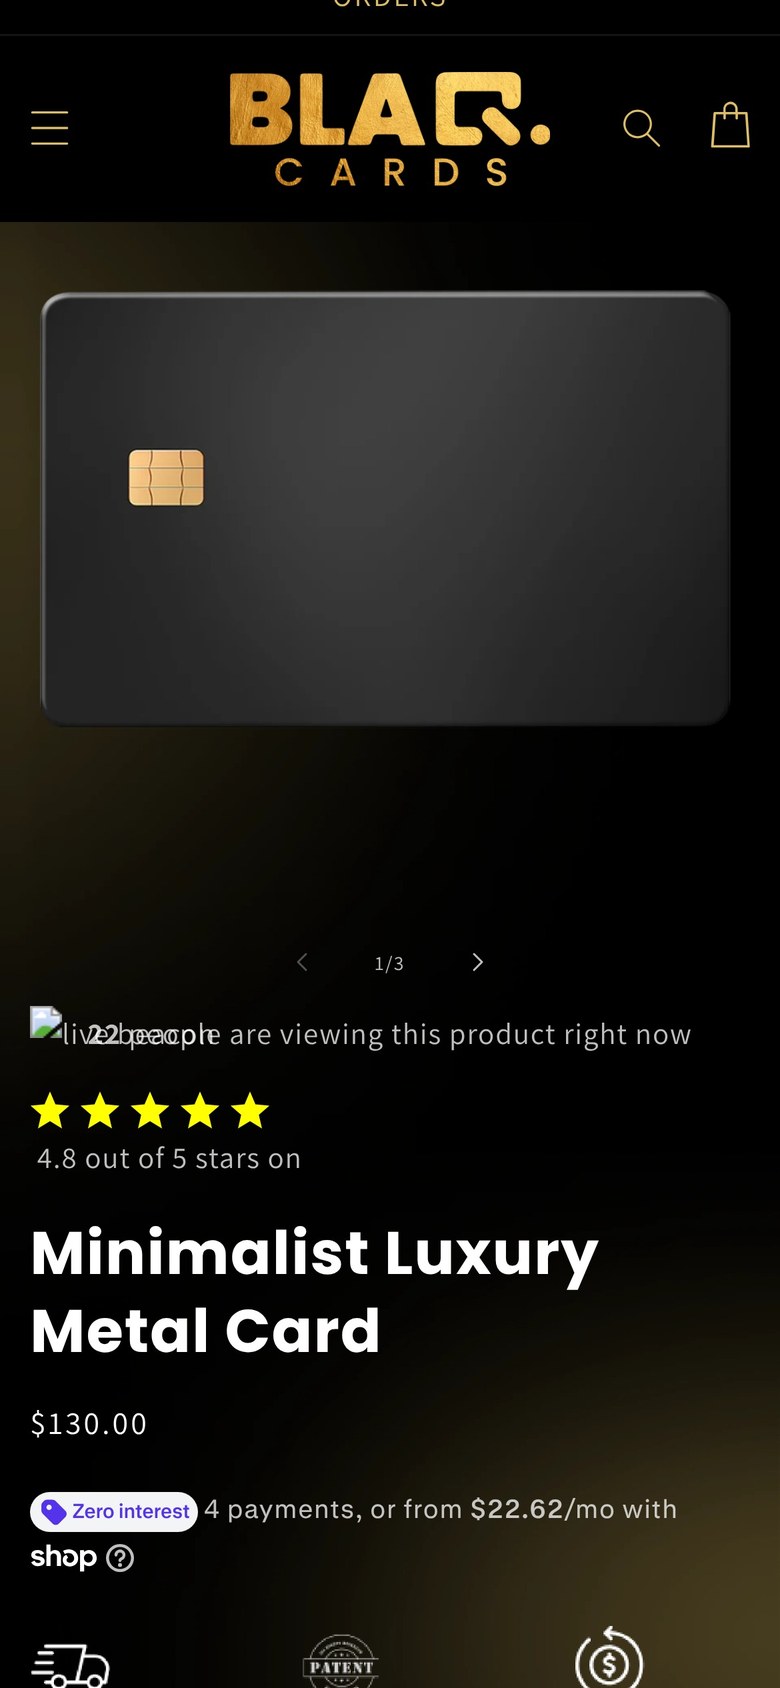 ORDERS
BLAQ.
CARDS
1/3
22 people are viewing this product right now
4.8 out of 5 stars on
Minimalist Luxury
Metal Card
$130.00
Zero interest 4 payments, or from $22.62/mo with
shop ?
PATENT